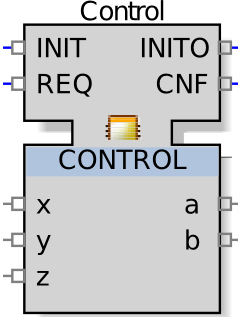 Control
INIT INITO
REQ CNF
CONTROL
x a
y b
z